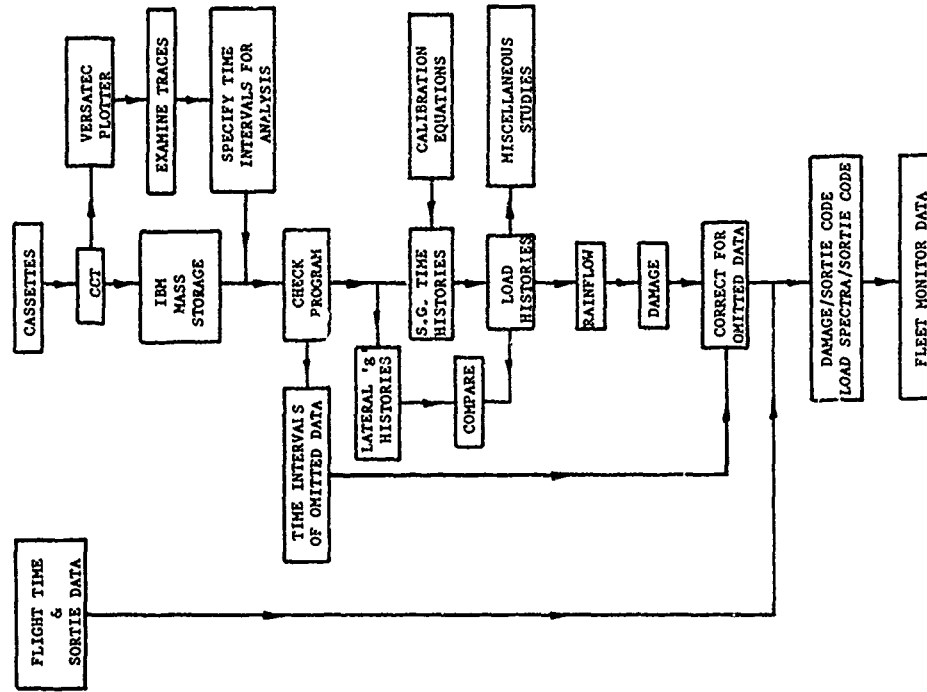 CASSETTES
CCT
VERSATEC
PLOTTER
EXAMINE TRACES
SPECIFY TIME
INTERVALS FOR
ANALYSIS
IBM
MASS
STORAGE
FLIGHT TIME
&
SORTIE DATA
CHECK
PROGRAM
TIME INTERVALS
OF OMITTED DATA
LATERAL 'g'
HISTORIES
S.G. TIME
HISTORIES
CALIBRATION
EQUATIONS
COMPARE
LOAD
HISTORIES
MISCELLANEOUS
STUDIES
RAINFLOW
DAMAGE
CORRECT FOR
OMITTED DATA
DAMAGE/SORTIE CODE
LOAD SPECTRA/SORTIE CODE
FLEET MONITOR DATA